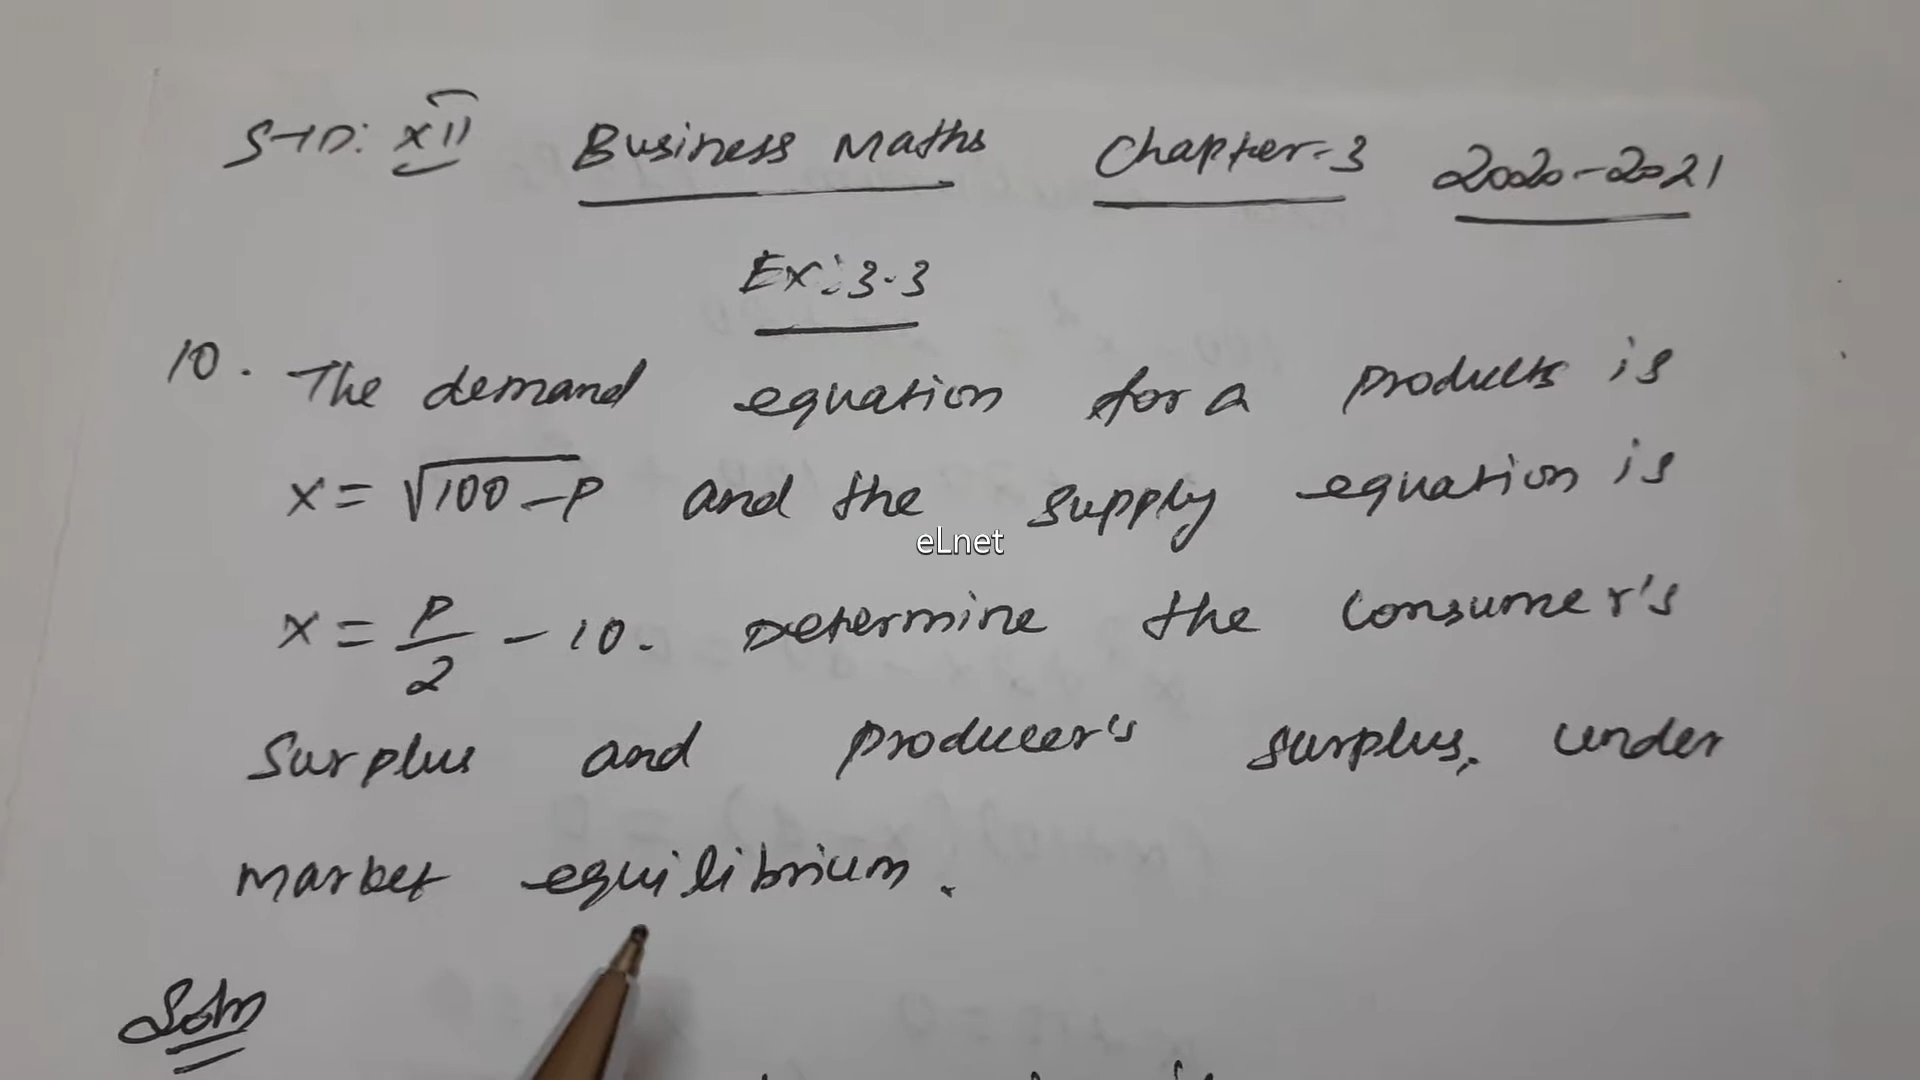 STD: XII Business Maths Chapter-3 2020-2021
Ex: 3.3
10. The demand equation for a products is
x = √100-p and the supply equation is
eLnet
x = p/2 - 10. Determine the Consumer's
Surplus and producer's surplus, under
market equilibrium.
Soln